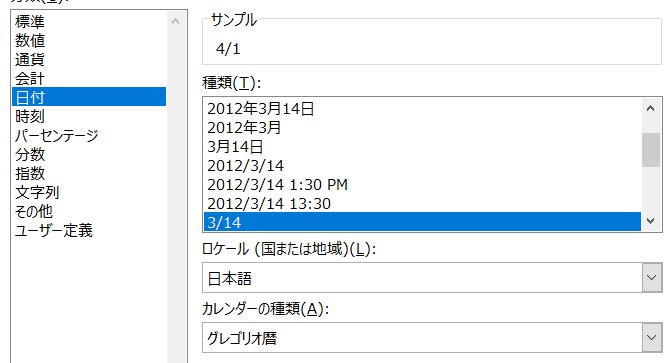 標準
数値
通貨
会計
日付
時刻
パーセンテージ
分数
指数
文字列
その他
ユーザー定義
サンプル
4/1
種類(T):
2012年3月14日
2012年3月
3月14日
2012/3/14
2012/3/14 1:30 PM
2012/3/14 13:30
3/14
ロケール (国または地域)(L):
日本語
カレンダーの種類(A):
グレゴリオ暦